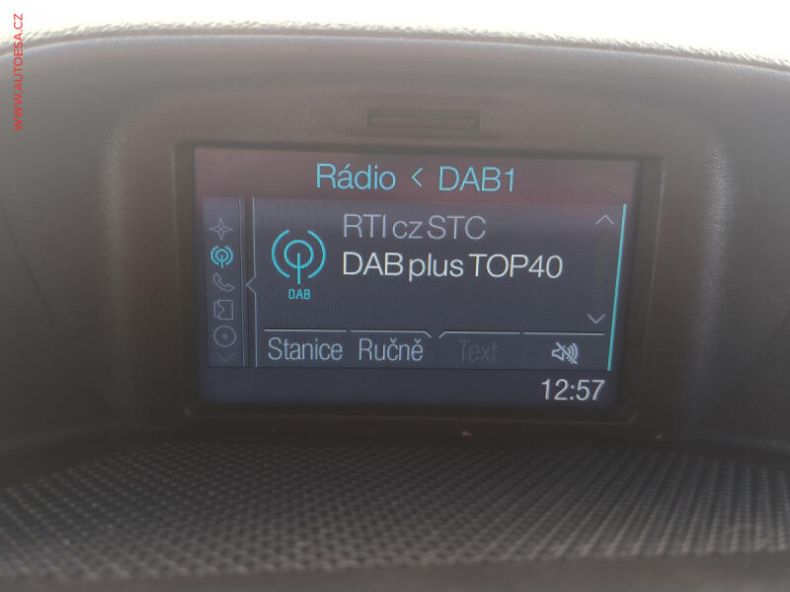 WWW.AUTOESA.CZ
Rádio < DAB1
RTI cz STC
DAB plus TOP40
DAB
Stanice Ručně Text
12:57